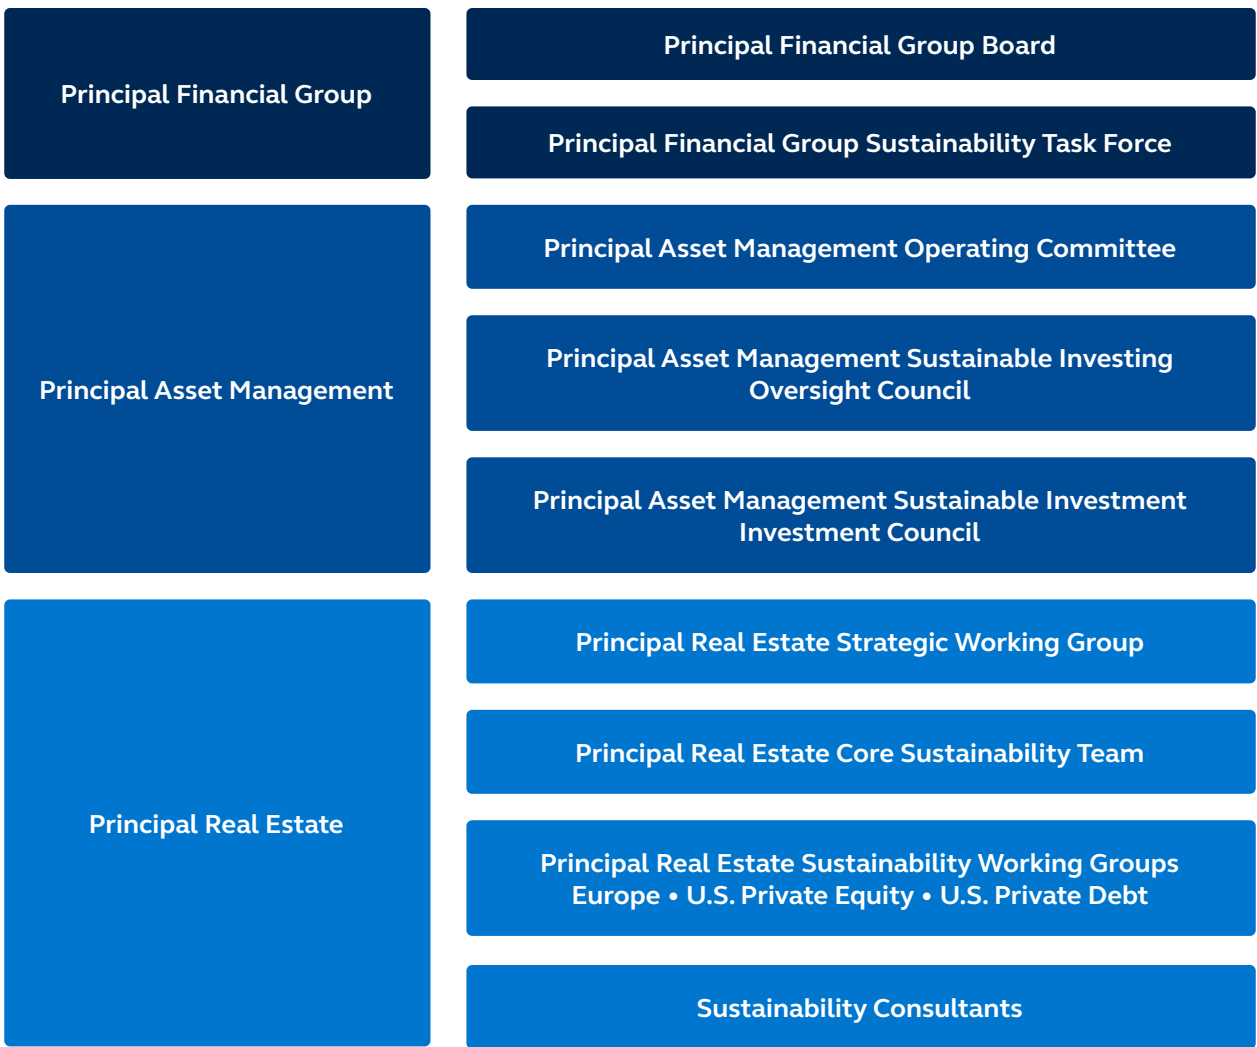 Principal Financial Group
Principal Financial Group Board
Principal Financial Group Sustainability Task Force
Principal Asset Management
Principal Asset Management Operating Committee
Principal Asset Management Sustainable Investing
Oversight Council
Principal Asset Management Sustainable Investment
Investment Council
Principal Real Estate
Principal Real Estate Strategic Working Group
Principal Real Estate Core Sustainability Team
Principal Real Estate Sustainability Working Groups
Europe • U.S. Private Equity • U.S. Private Debt
Sustainability Consultants